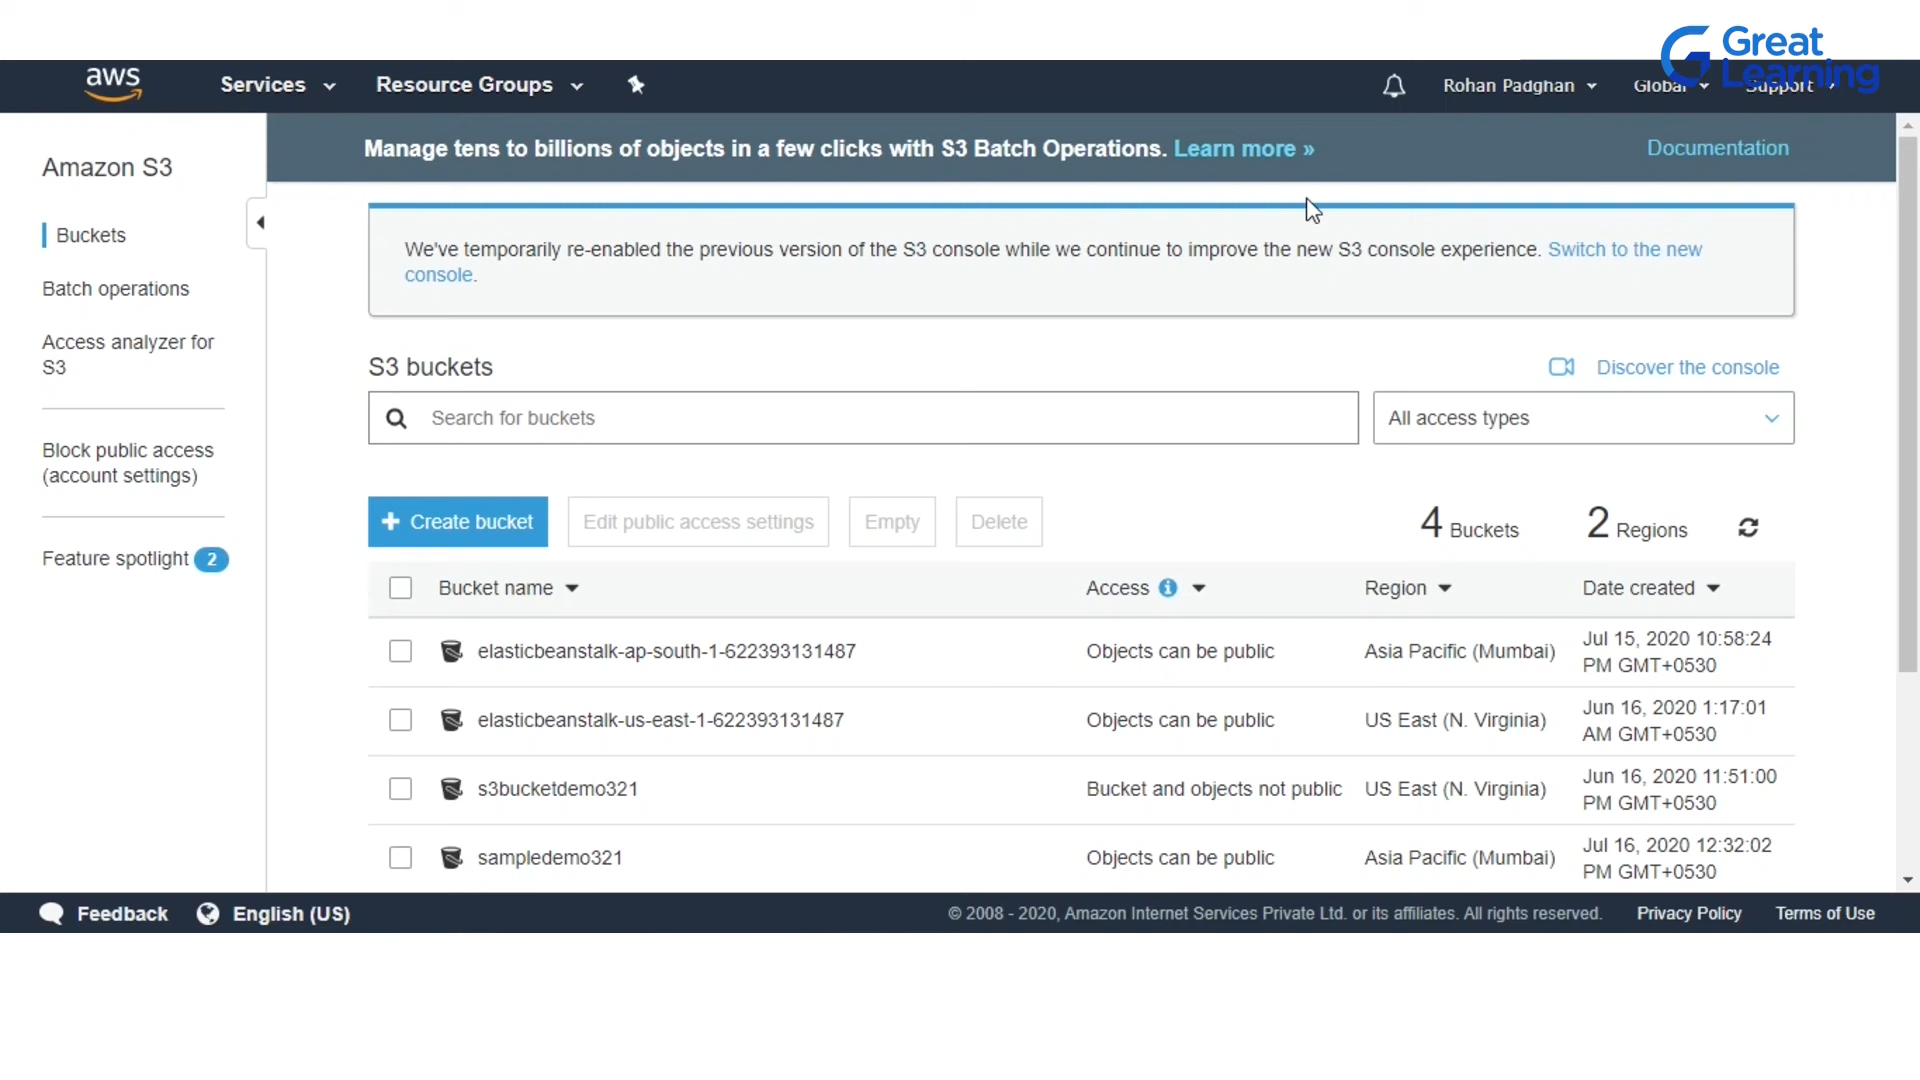 Great
Learning
aws
Services
Resource Groups
Rohan Padghan
Global
Support
Manage tens to billions of objects in a few clicks with S3 Batch Operations. Learn more »
Documentation
Amazon S3
Buckets
Batch operations
Access analyzer for
S3
Block public access
(account settings)
Feature spotlight 2
We've temporarily re-enabled the previous version of the S3 console while we continue to improve the new S3 console experience. Switch to the new
console.
S3 buckets
Discover the console
Search for buckets
All access types
+ Create bucket
Edit public access settings
Empty
Delete
4 Buckets
2 Regions
Bucket name
Access
Region
Date created
elasticbeanstalk-ap-south-1-622393131487
Objects can be public
Asia Pacific (Mumbai)
Jul 15, 2020 10:58:24
PM GMT+0530
elasticbeanstalk-us-east-1-622393131487
Objects can be public
US East (N. Virginia)
Jun 16, 2020 1:17:01
AM GMT+0530
s3bucketdemo321
Bucket and objects not public
US East (N. Virginia)
Jun 16, 2020 11:51:00
PM GMT+0530
sampledemo321
Objects can be public
Asia Pacific (Mumbai)
Jul 16, 2020 12:32:02
PM GMT+0530
Feedback
English (US)
© 2008 - 2020, Amazon Internet Services Private Ltd. or its affiliates. All rights reserved.
Privacy Policy
Terms of Use